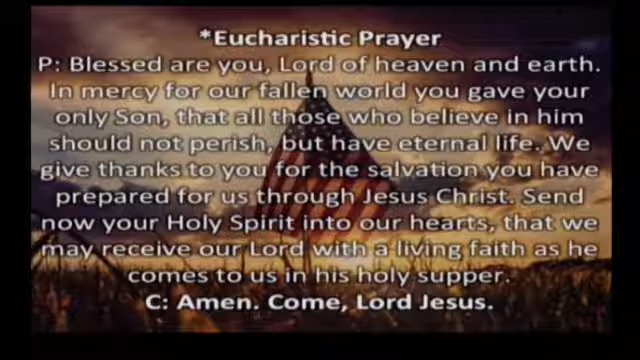 *Eucharistic Prayer
P: Blessed are you, Lord of heaven and earth.
In mercy for our fallen world you gave your
only Son, that all those who believe in him
should not perish, but have eternal life. We
give thanks to you for the salvation you have
prepared for us through Jesus Christ. Send
now your Holy Spirit into our hearts, that we
may receive our Lord with a living faith as he
comes to us in his holy supper.
C: Amen. Come, Lord Jesus.